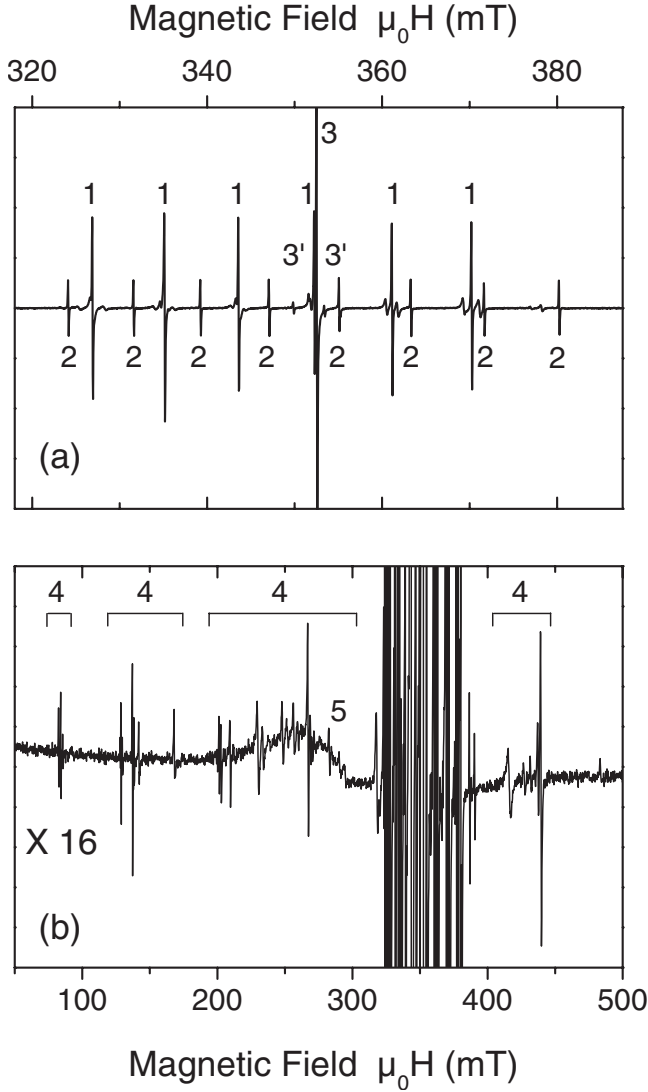 Magnetic Field μ0H (mT)
320 340 360 380
3
1 1 1 1 1 1
3' 3'
2 2 2 2 2 2 2 2
(a)
4 4 4 4
5
X 16
(b)
100 200 300 400 500
Magnetic Field μ0H (mT)